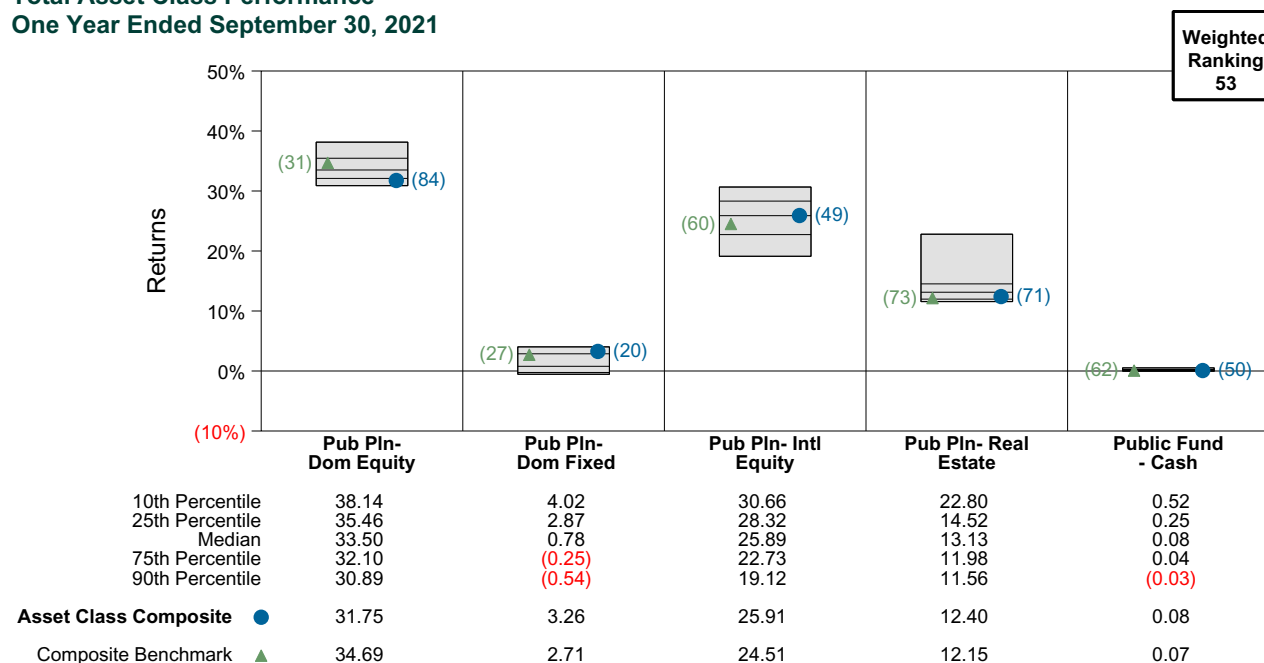 Total Asset Class Performance
One Year Ended September 30, 2021
Weighted
Ranking
53
50%
40%
30%
20%
10%
0%
(10%)
Returns
(31) (84)
(27) (20)
(60) (49)
(73) (71)
(62) (50)
Pub Pln- Dom Equity
Pub Pln- Dom Fixed
Pub Pln- Intl Equity
Pub Pln- Real Estate
Public Fund - Cash
10th Percentile 38.14 4.02 30.66 22.80 0.52
25th Percentile 35.46 2.87 28.32 14.52 0.25
Median 33.50 0.78 25.89 13.13 0.08
75th Percentile 32.10 (0.25) 22.73 11.98 0.04
90th Percentile 30.89 (0.54) 19.12 11.56 (0.03)
Asset Class Composite 31.75 3.26 25.91 12.40 0.08
Composite Benchmark 34.69 2.71 24.51 12.15 0.07